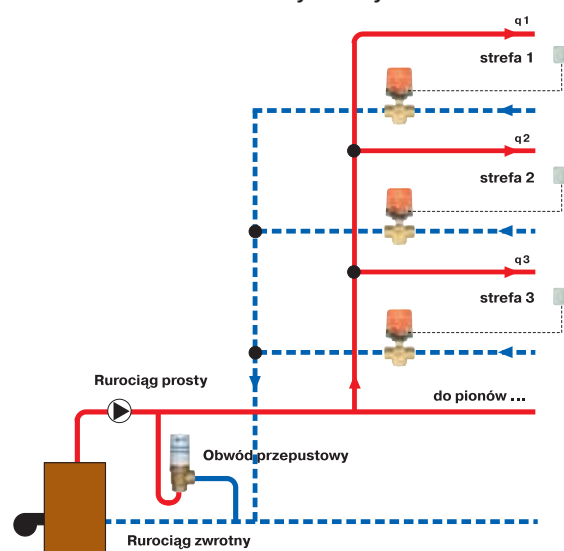 q1
strefa 1
q2
strefa 2
q3
strefa 3
Rurociąg prosty
do pionów ...
Obwód przepustowy
Rurociąg zwrotny